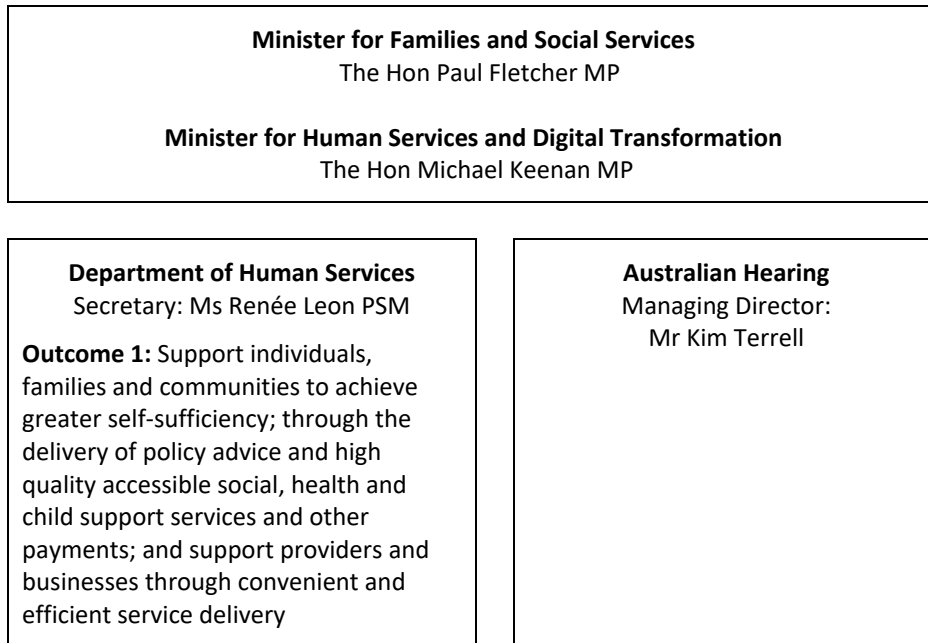 Minister for Families and Social Services
The Hon Paul Fletcher MP
Minister for Human Services and Digital Transformation
The Hon Michael Keenan MP
Department of Human Services
Secretary: Ms Renée Leon PSM
Outcome 1: Support individuals,
families and communities to achieve
greater self-sufficiency; through the
delivery of policy advice and high
quality accessible social, health and
child support services and other
payments; and support providers and
businesses through convenient and
efficient service delivery
Australian Hearing
Managing Director:
Mr Kim Terrell